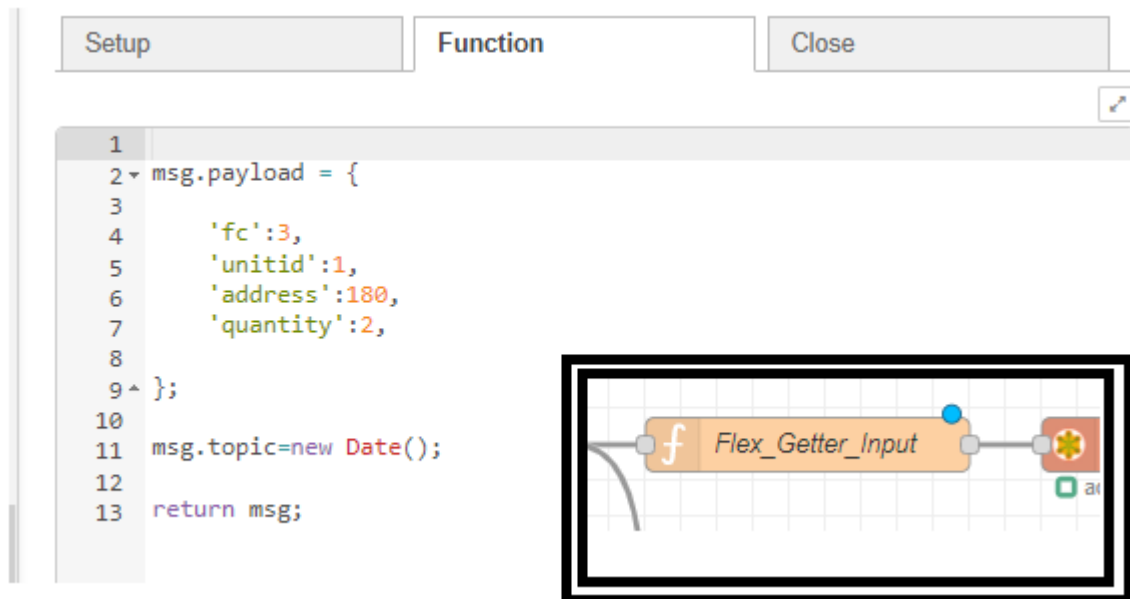 Setup Function Close
1
2 msg.payload = {
3
4 'fc':3,
5 'unitid':1,
6 'address':180,
7 'quantity':2,
8
9 };
10
11 msg.topic=new Date();
12
13 return msg;
f Flex_Getter_Input